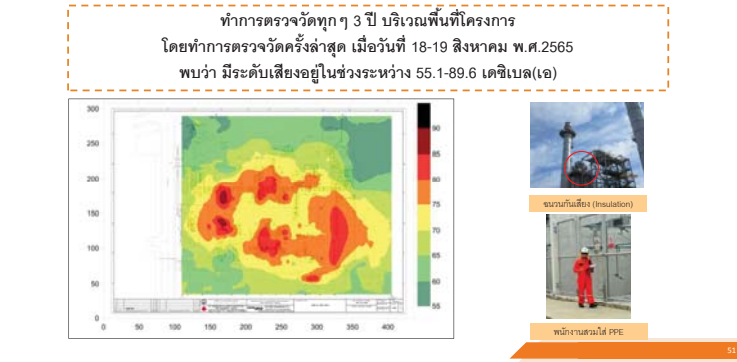 ทำการตรวจวัดทุกๆ 3 ปี บริเวณพื้นที่โครงการ
โดยทำการตรวจวัดครั้งล่าสุด เมื่อวันที่ 18-19 สิงหาคม พ.ศ.2565
พบว่า มีระดับเสียงอยู่ในช่วงระหว่าง 55.1-89.6 เดซิเบล(เอ)
300
250
200
150
100
50
0
0 50 100 150 200 250 300 350 400
90
85
80
75
70
65
60
55
ฉนวนกันเสียง (Insulation)
พนักงานสวมใส่ PPE
51